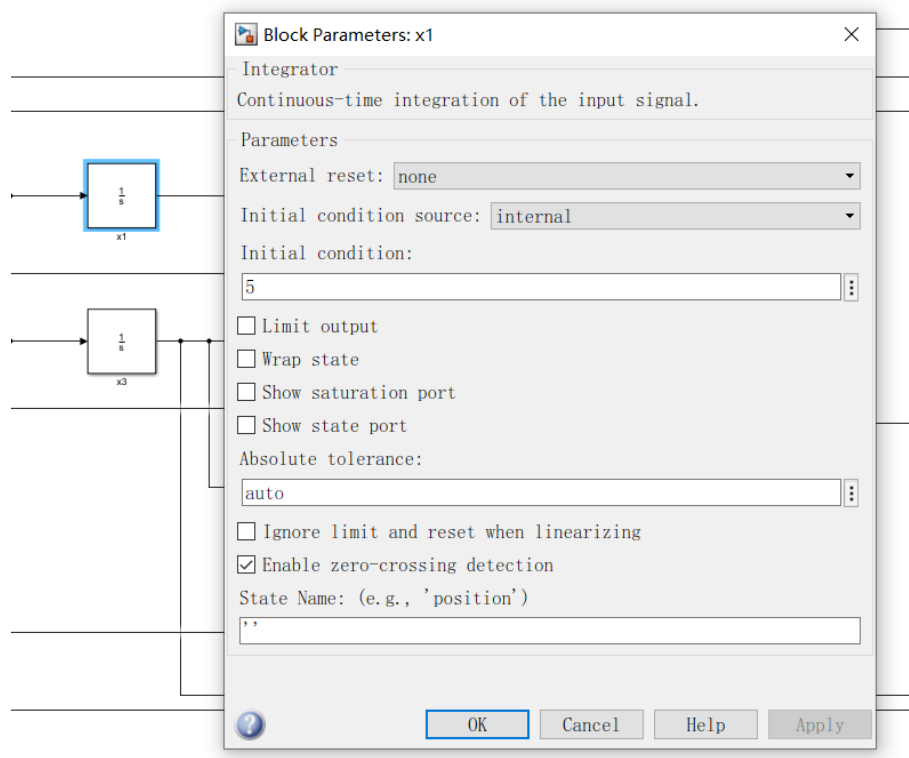 Block Parameters: x1
Integrator
Continuous-time integration of the input signal.
Parameters
External reset: none
Initial condition source: internal
Initial condition:
5
Limit output
Wrap state
Show saturation port
Show state port
Absolute tolerance:
auto
Ignore limit and reset when linearizing
Enable zero-crossing detection
State Name: (e.g., 'position')
''
OK Cancel Help Apply
1
s
x1
1
s
x3